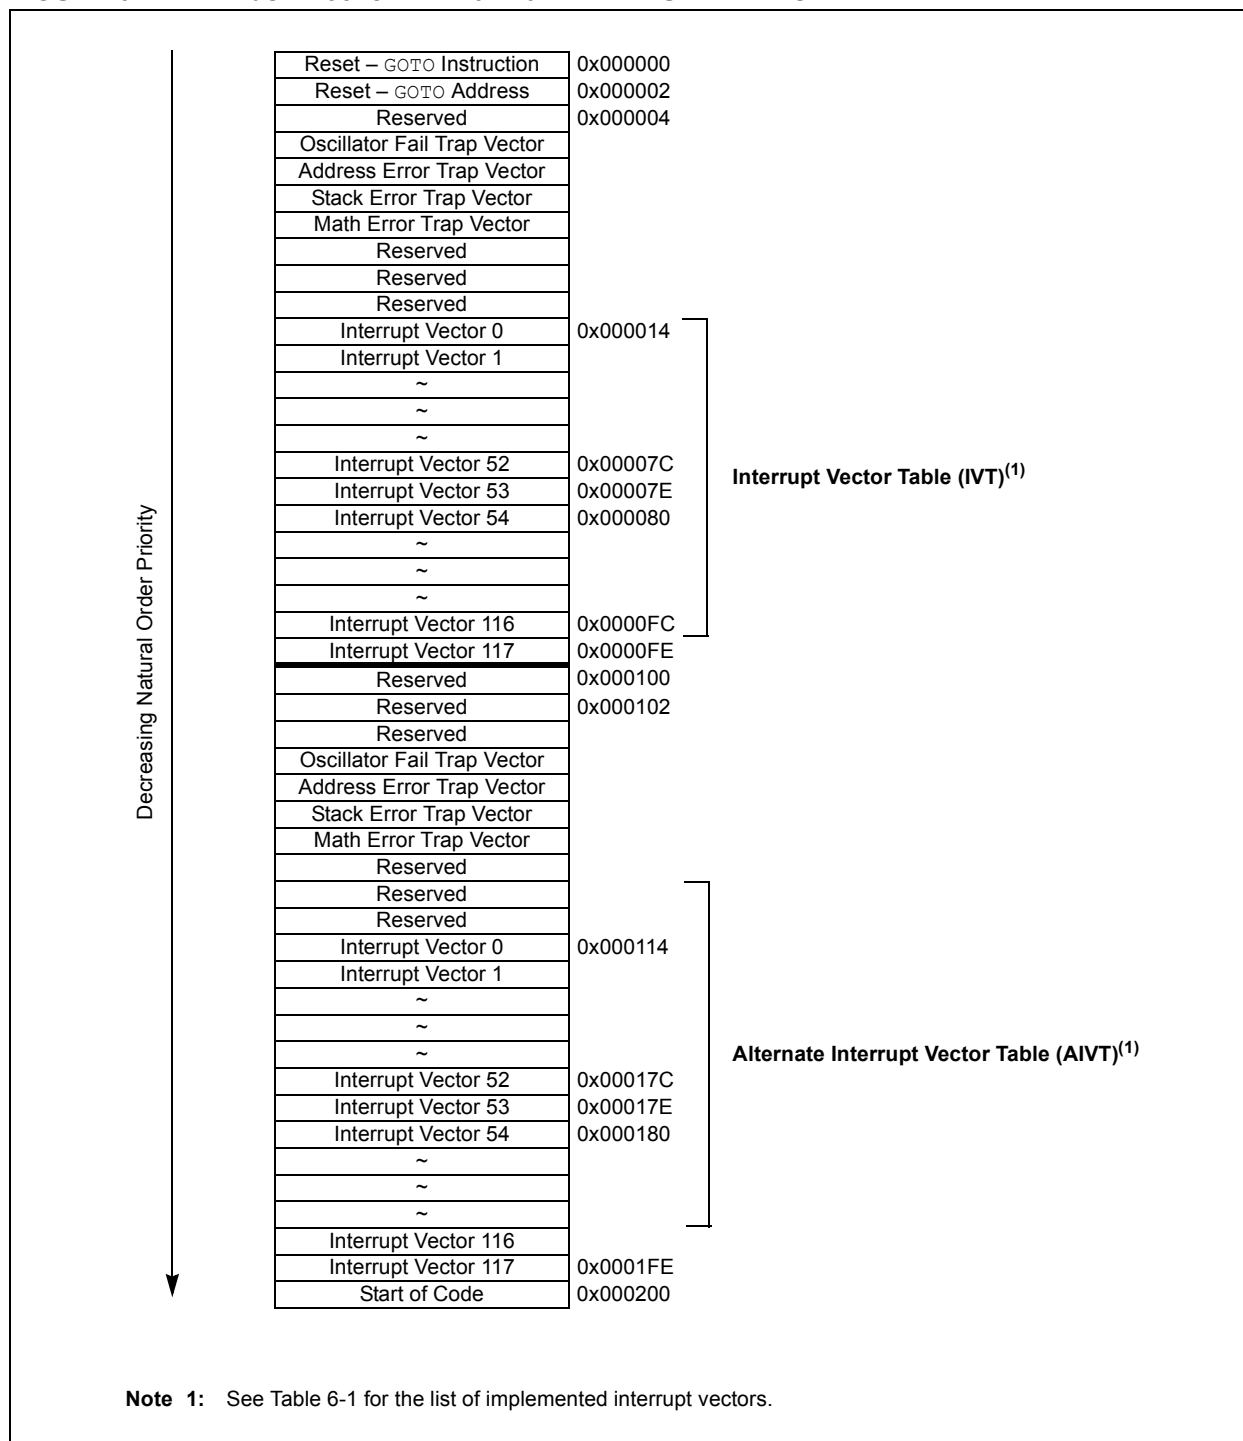 Reset – GOTO Instruction 0x000000
Reset – GOTO Address 0x000002
Reserved 0x000004
Oscillator Fail Trap Vector
Address Error Trap Vector
Stack Error Trap Vector
Math Error Trap Vector
Reserved
Reserved
Reserved
Interrupt Vector 0 0x000014
Interrupt Vector 1
~
~
~
Interrupt Vector 52 0x00007C
Interrupt Vector Table (IVT)(1)
Interrupt Vector 53 0x00007E
Interrupt Vector 54 0x000080
~
~
~
Interrupt Vector 116 0x0000FC
Interrupt Vector 117 0x0000FE
Decreasing Natural Order Priority
Reserved 0x000100
Reserved 0x000102
Reserved
Oscillator Fail Trap Vector
Address Error Trap Vector
Stack Error Trap Vector
Math Error Trap Vector
Reserved
Reserved
Reserved
Interrupt Vector 0 0x000114
Interrupt Vector 1
~
~
~
Alternate Interrupt Vector Table (AIVT)(1)
Interrupt Vector 52 0x00017C
Interrupt Vector 53 0x00017E
Interrupt Vector 54 0x000180
~
~
~
Interrupt Vector 116
Interrupt Vector 117 0x0001FE
Start of Code 0x000200
Note 1: See Table 6-1 for the list of implemented interrupt vectors.